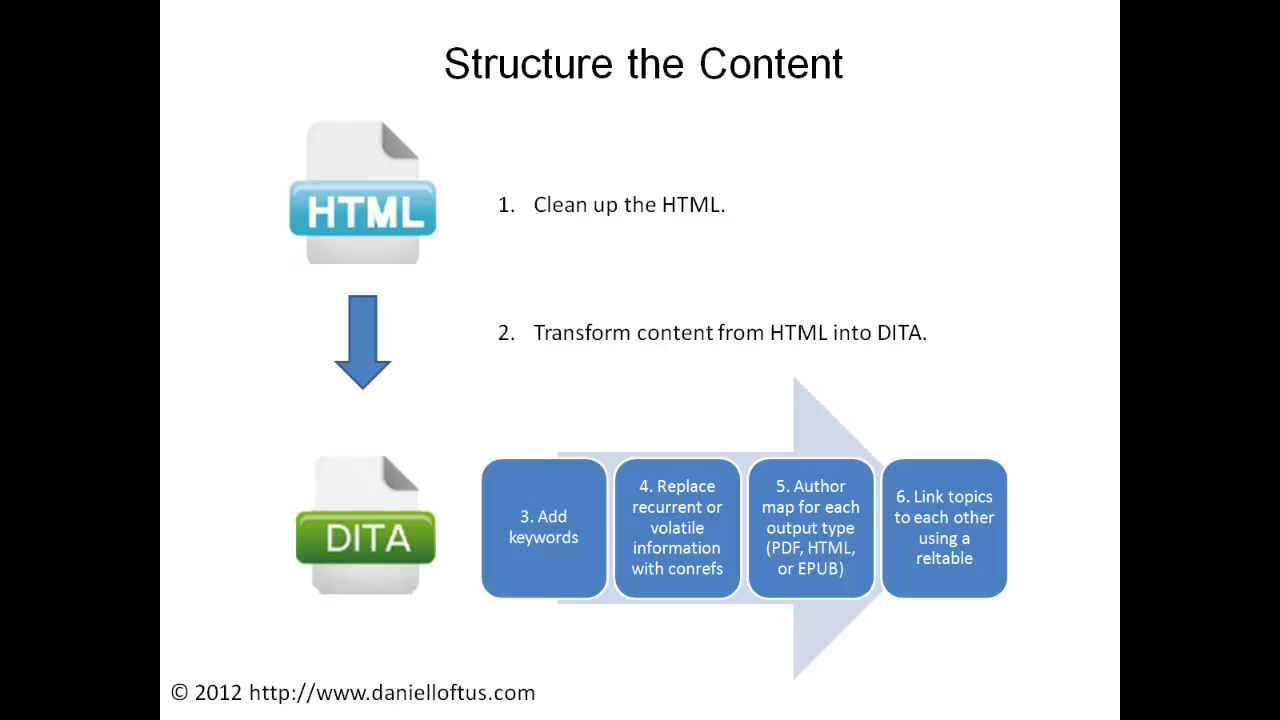 Structure the Content
HTML
1. Clean up the HTML.
2. Transform content from HTML into DITA.
DITA
3. Add
keywords
4. Replace
recurrent or
volatile
information
with conrefs
5. Author
map for each
output type
(PDF, HTML,
or EPUB)
6. Link topics
to each other
using a
reltable
© 2012 http://www.danielloftus.com